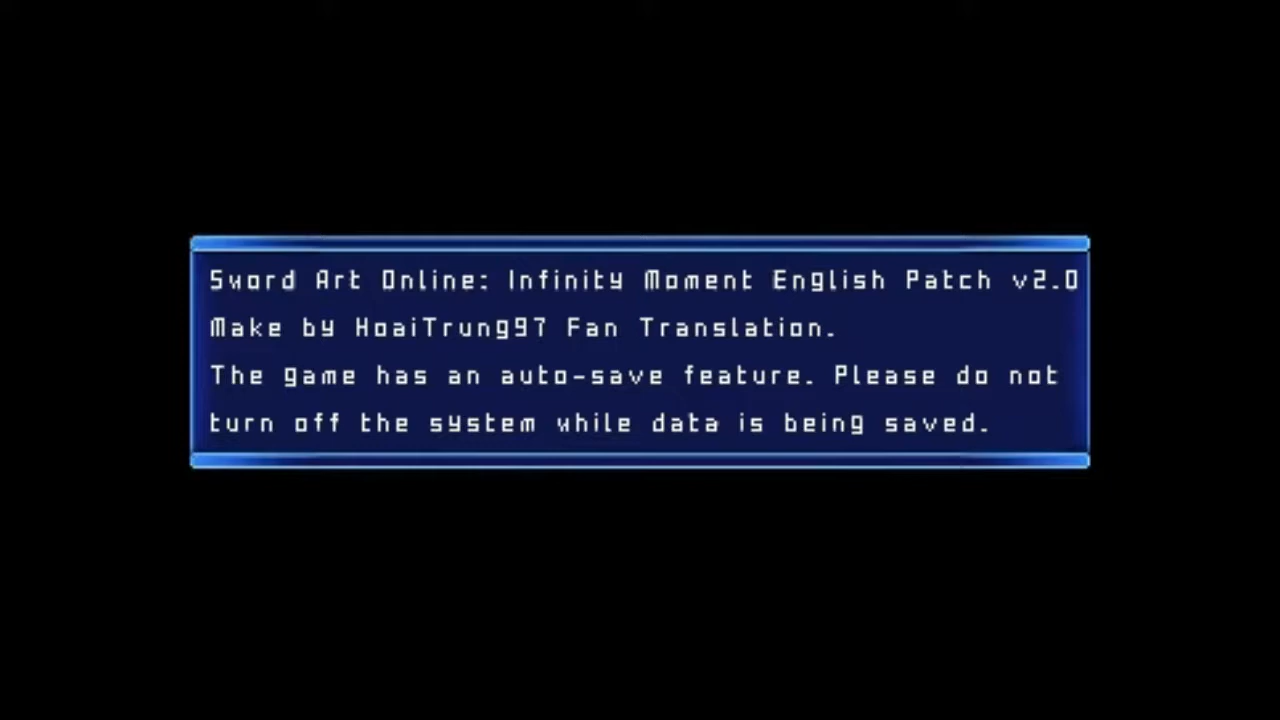 Sword Art Online: Infinity Moment English Patch v2.0
Make by HoaiTrung97 Fan Translation.
The game has an auto-save feature. Please do not
turn off the system while data is being saved.